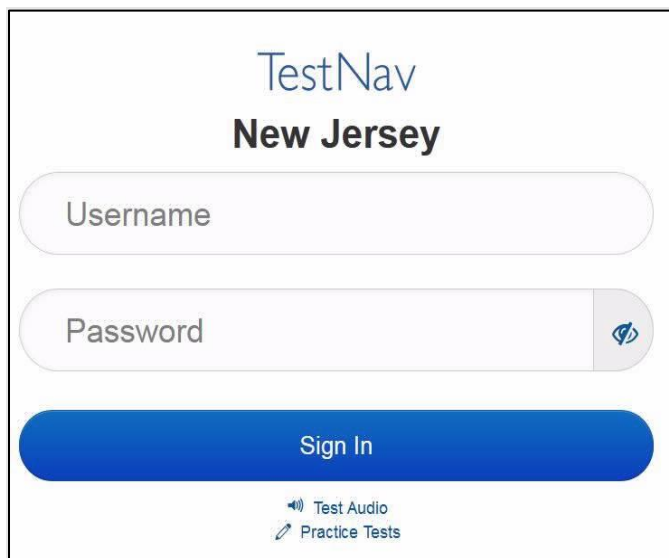 TestNav
New Jersey
Username
Password
Sign In
Test Audio
Practice Tests